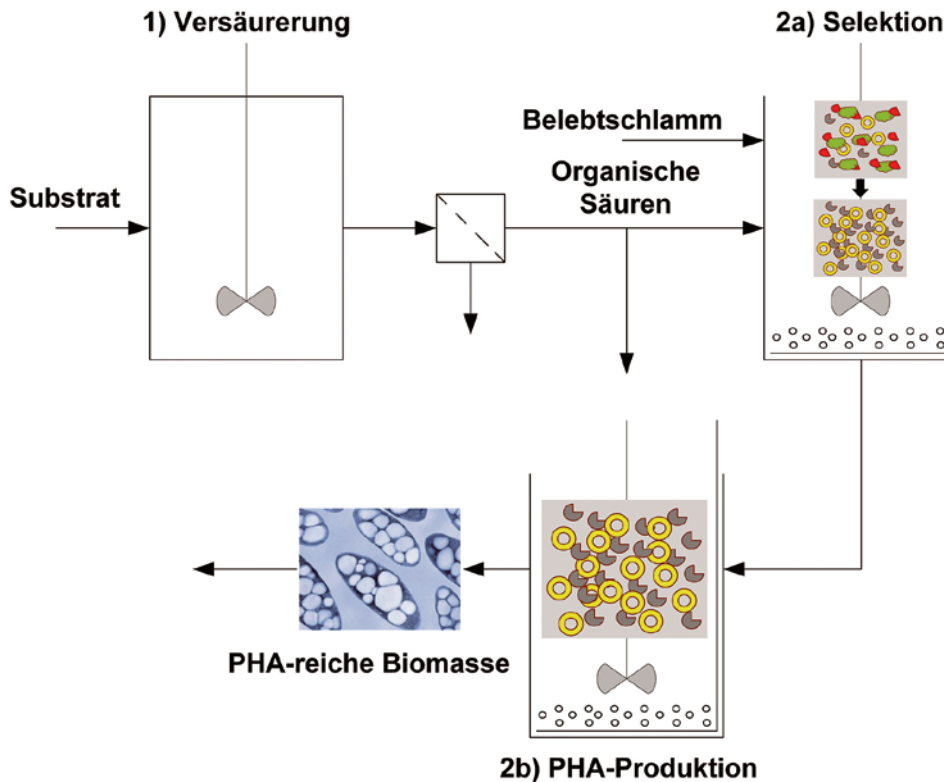 1) Versäurerung
2a) Selektion
Belebtschlamm
Organische
Säuren
Substrat
PHA-reiche Biomasse
2b) PHA-Produktion